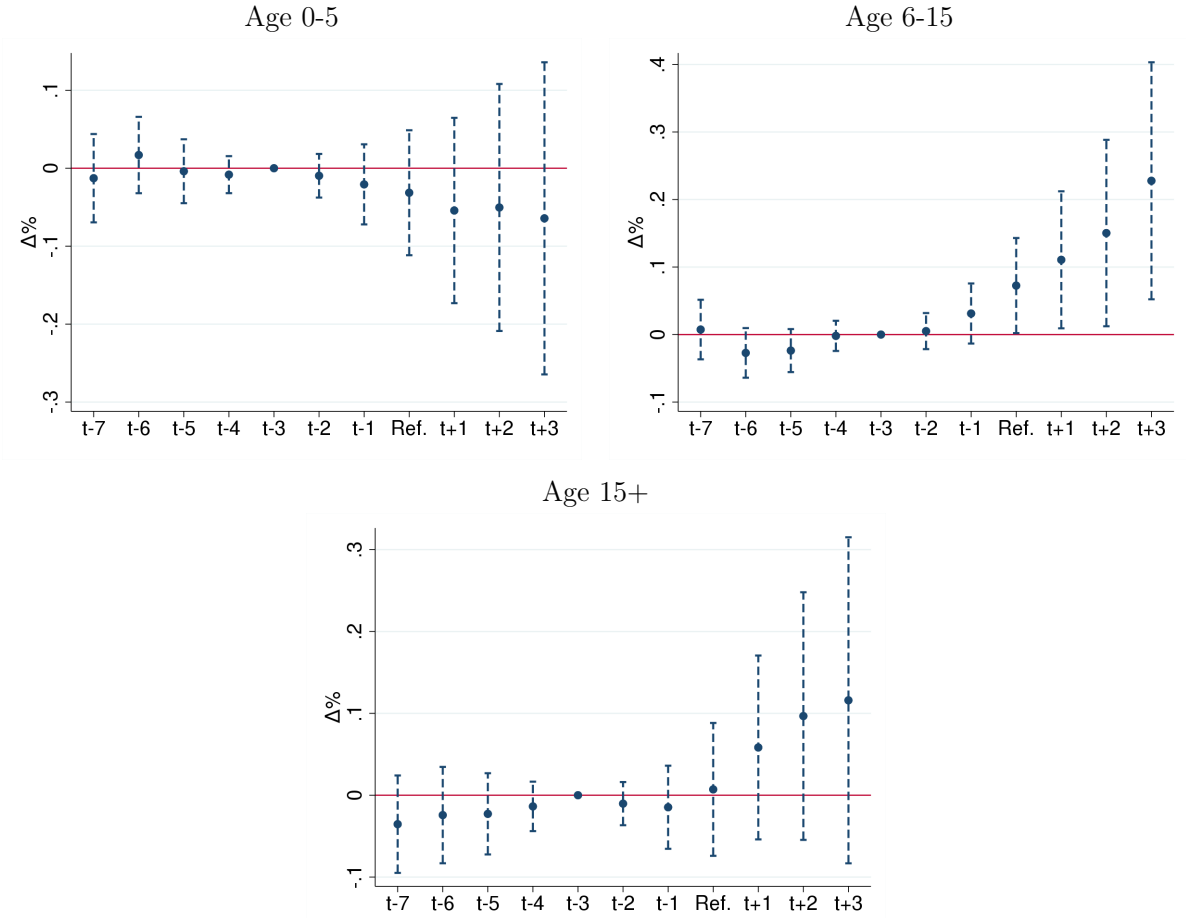 Age 0-5
Δ%
.1
0
-.1
-.2
-.3
t-7 t-6 t-5 t-4 t-3 t-2 t-1 Ref. t+1 t+2 t+3
Age 6-15
Δ%
.4
.3
.2
.1
0
-.1
t-7 t-6 t-5 t-4 t-3 t-2 t-1 Ref. t+1 t+2 t+3
Age 15+
Δ%
.3
.2
.1
0
-.1
t-7 t-6 t-5 t-4 t-3 t-2 t-1 Ref. t+1 t+2 t+3